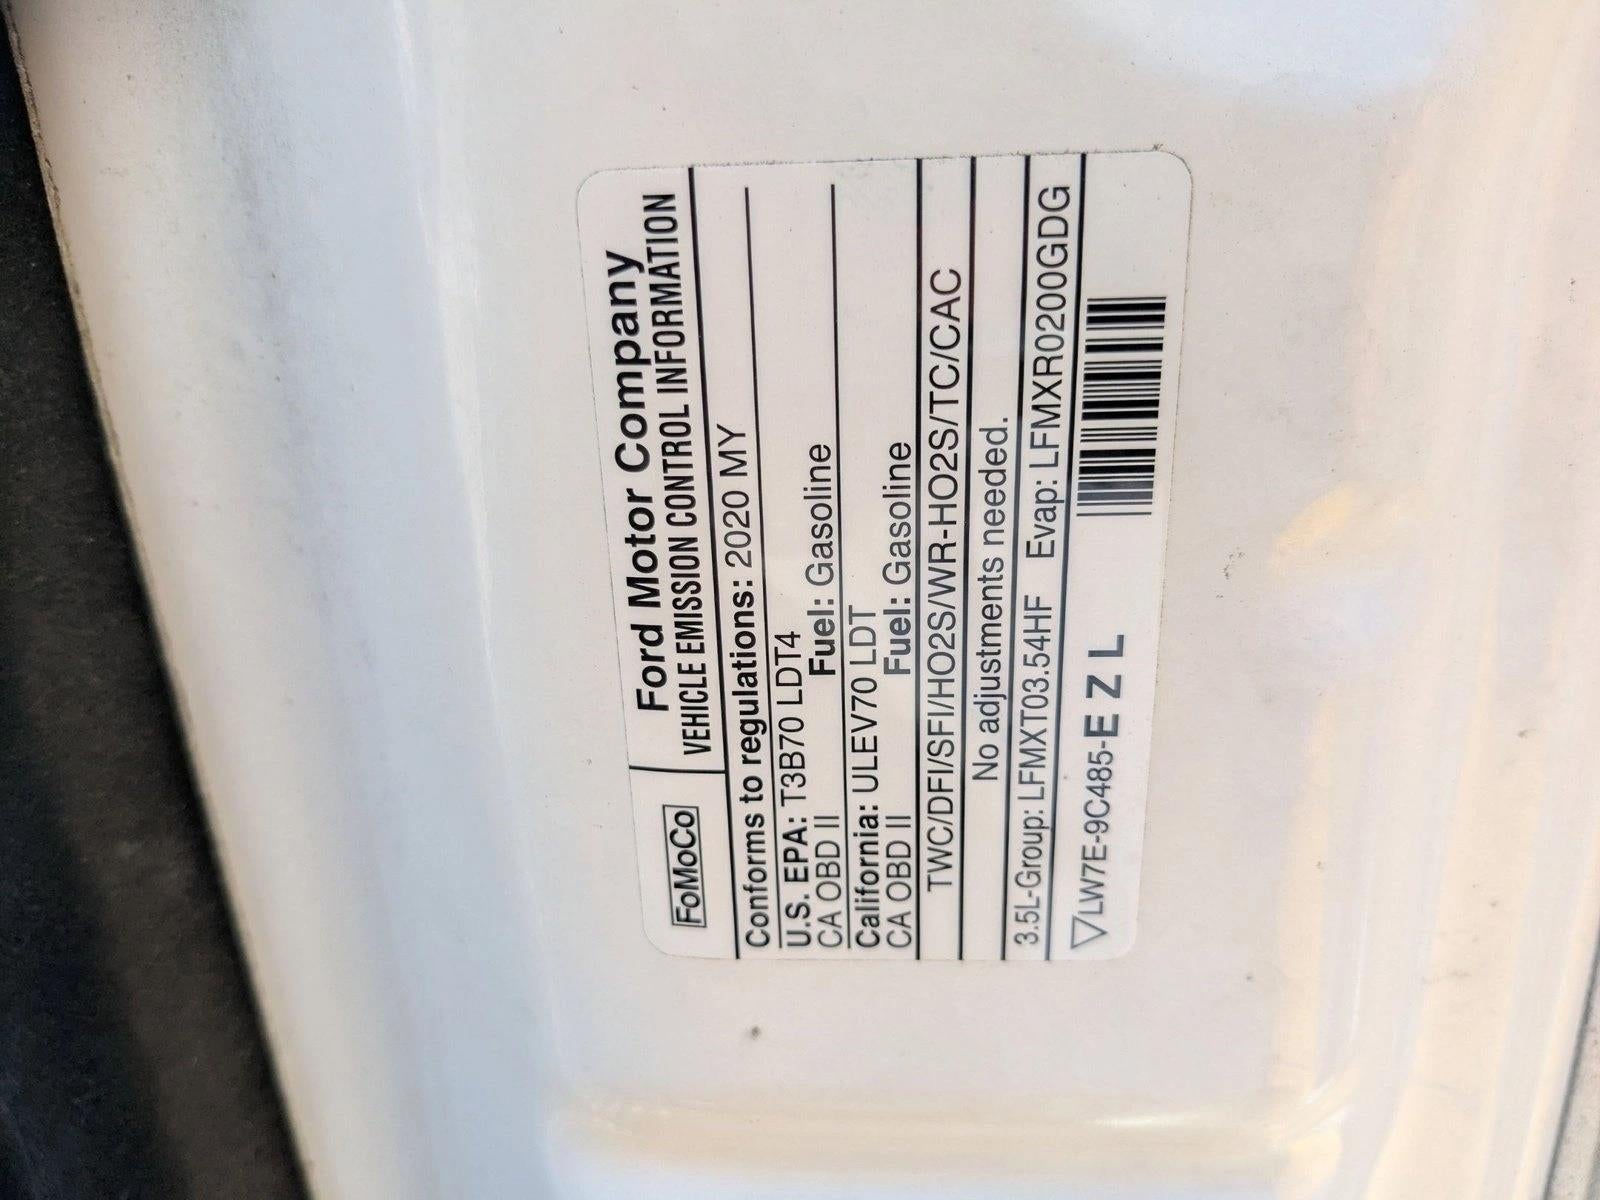 FoMoCo
Ford Motor Company
VEHICLE EMISSION CONTROL INFORMATION
Conforms to regulations: 2020 MY
U.S. EPA: T3B70 LDT4
CA OBD II Fuel: Gasoline
California: ULEV70 LDT
CA OBD II Fuel: Gasoline
TWC/DFI/SFI/HO2S/WR-HO2S/TC/CAC
No adjustments needed.
3.5L-Group: LFMXT03.54HF Evap: LFMXR0200GDG
LW7E-9C485-E Z L